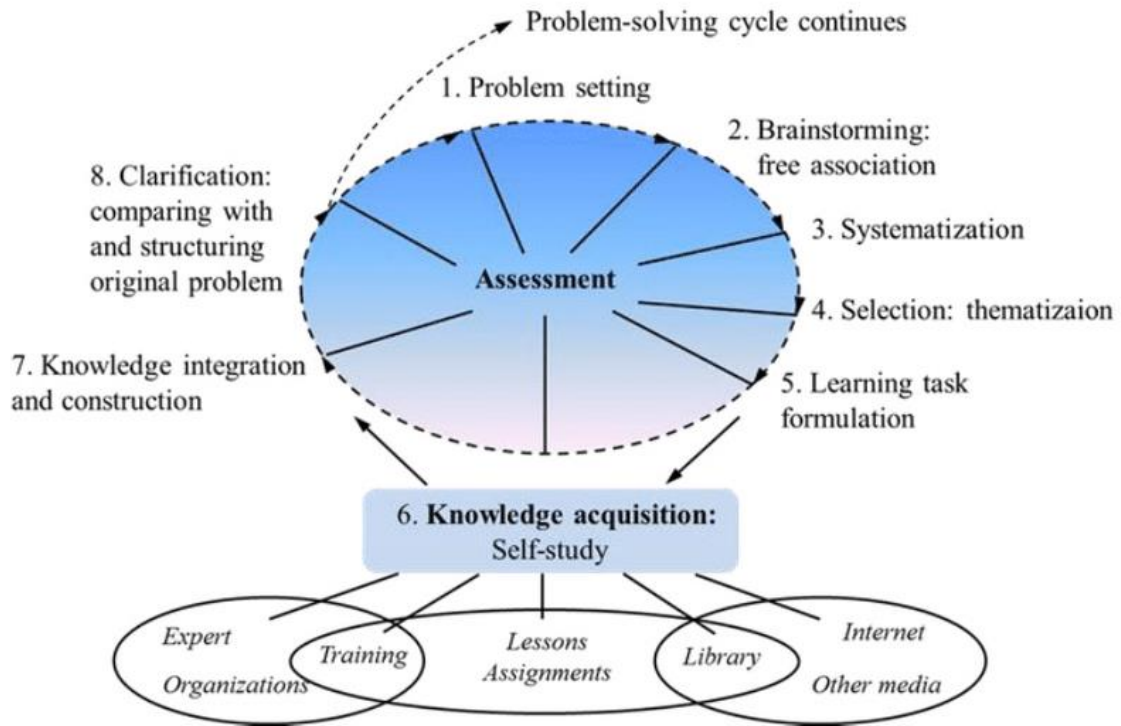 Problem-solving cycle continues
1. Problem setting
2. Brainstorming:
free association
3. Systematization
4. Selection: thematizaion
5. Learning task
formulation
6. Knowledge acquisition:
Self-study
7. Knowledge integration
and construction
8. Clarification:
comparing with
and structuring
original problem
Assessment
Expert
Organizations
Training
Lessons
Assignments
Library
Internet
Other media